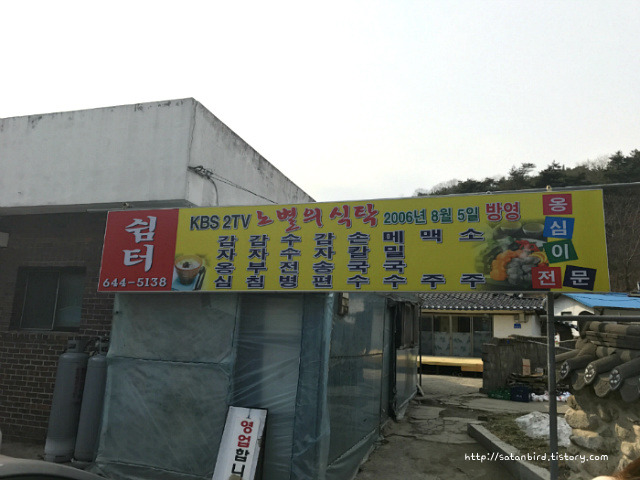 쉼터
644-5138
KBS 2TV 노별의 식탁 2006년 8월 5일 방영
감자옹심
감자부침
수수전병
감자송편
손칼국수
메밀국수
맥주
소주
옹심이
전문
영업합니
http://satanbird.tistory.com